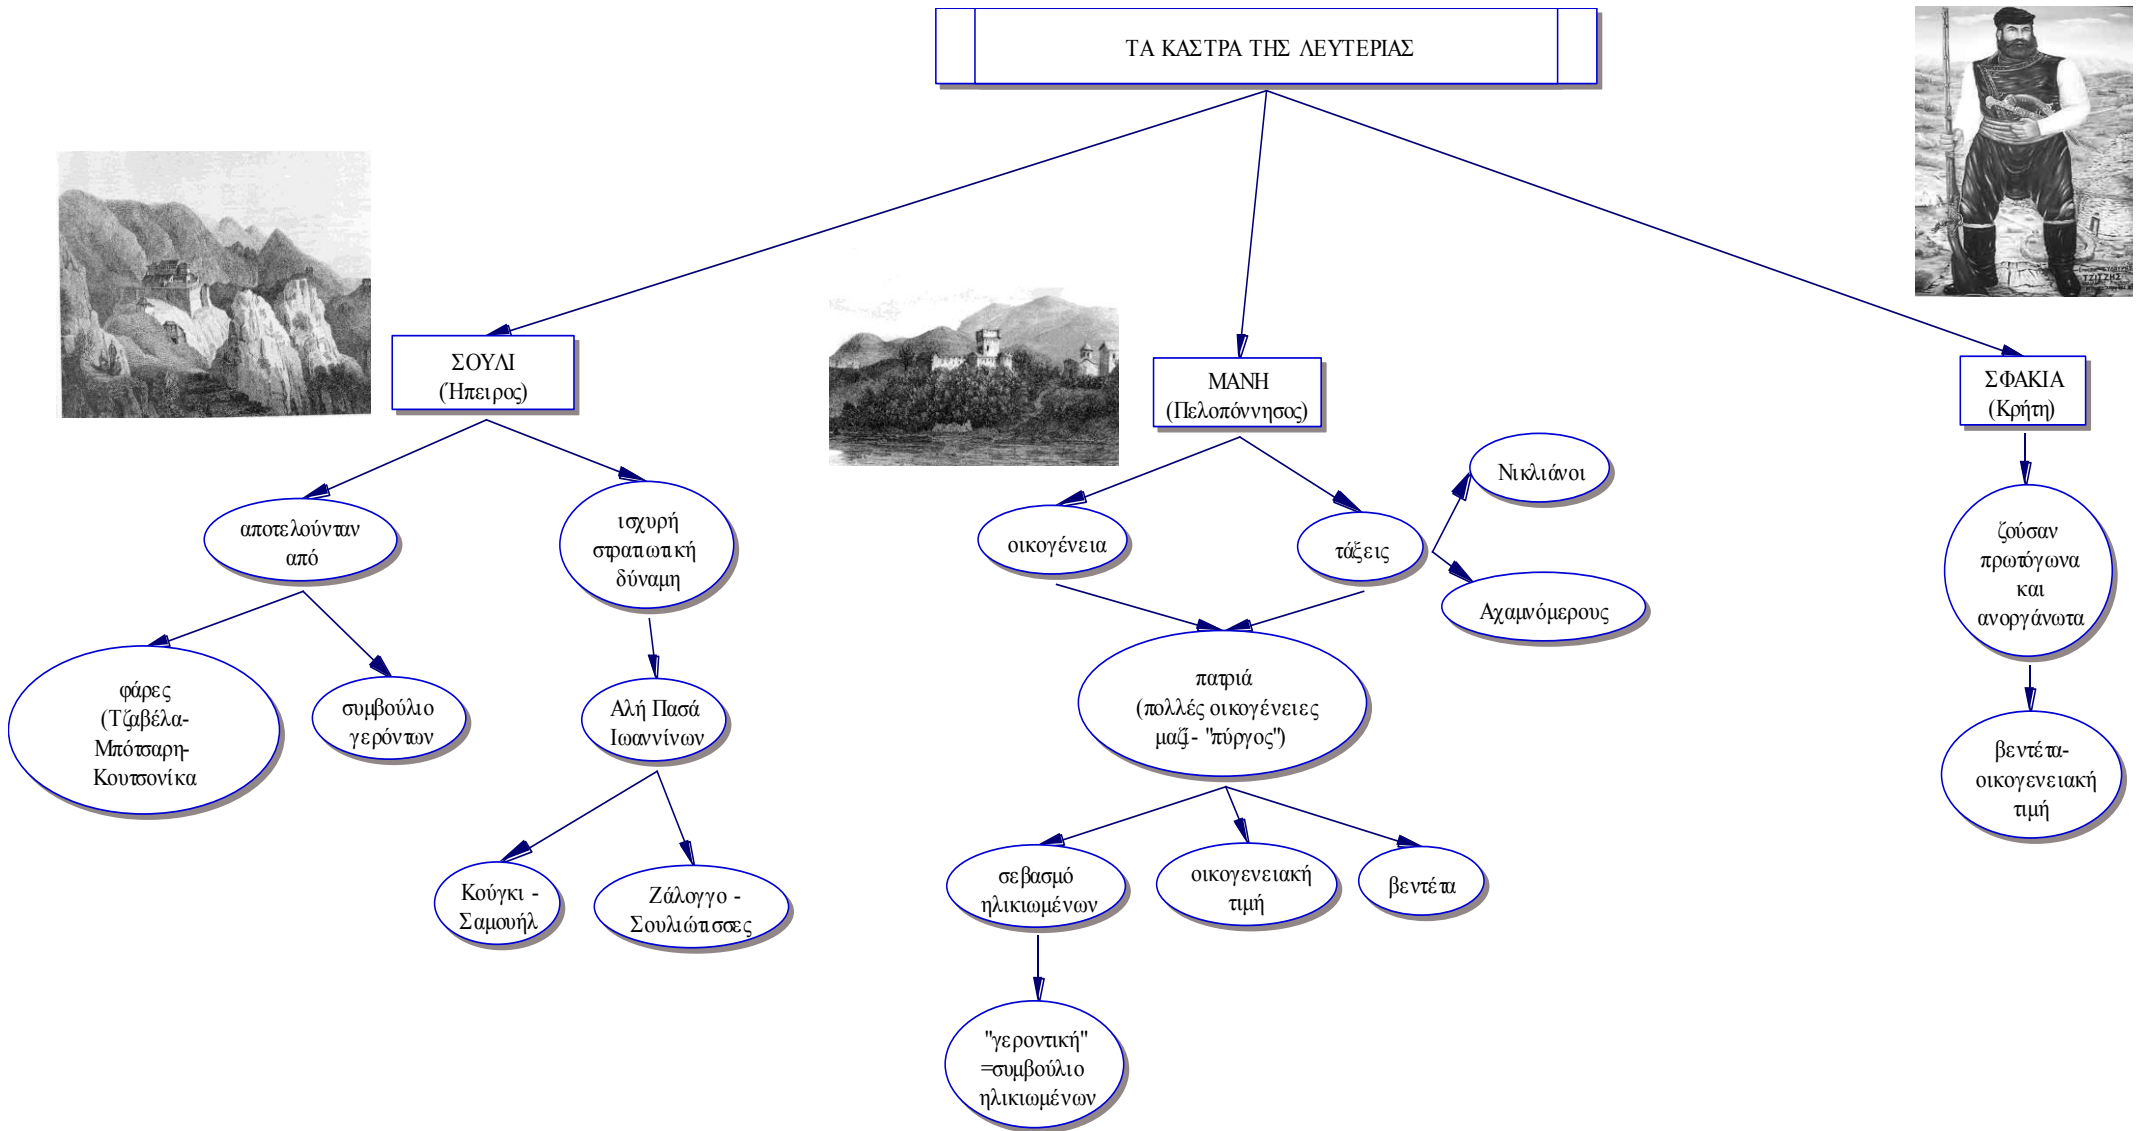 ΤΑ ΚΑΣΤΡΑ ΤΗΣ ΛΕΥΤΕΡΙΑΣ
ΤΖΙΤΖΗΣ
ΣΟΥΛΙ
(Ήπειρος)
ΜΑΝΗ
(Πελοπόννησος)
ΣΦΑΚΙΑ
(Κρήτη)
αποτελούνταν
από
ισχυρή
στρατιωτική
δύναμη
οικογένεια
τάξεις
Νικλιάνοι
Αχαμνόμερους
ζούσαν
πρωτόγωνα
και
ανοργάνωτα
φάρες
(Τζαβέλα-
Μπότσαρη-
Κουτσονίκα
συμβούλιο
γερόντων
Αλή Πασά
Ιωαννίνων
πατριά
(πολλές οικογένειες
μαζί- "πύργος")
βεντέτα-
οικογενειακή
τιμή
Κούγκι -
Σαμουήλ
Ζάλογγο -
Σουλιώτισσες
σεβασμό
ηλικιωμένων
οικογενειακή
τιμή
βεντέτα
"γεροντική"
=συμβούλιο
ηλικιωμένων